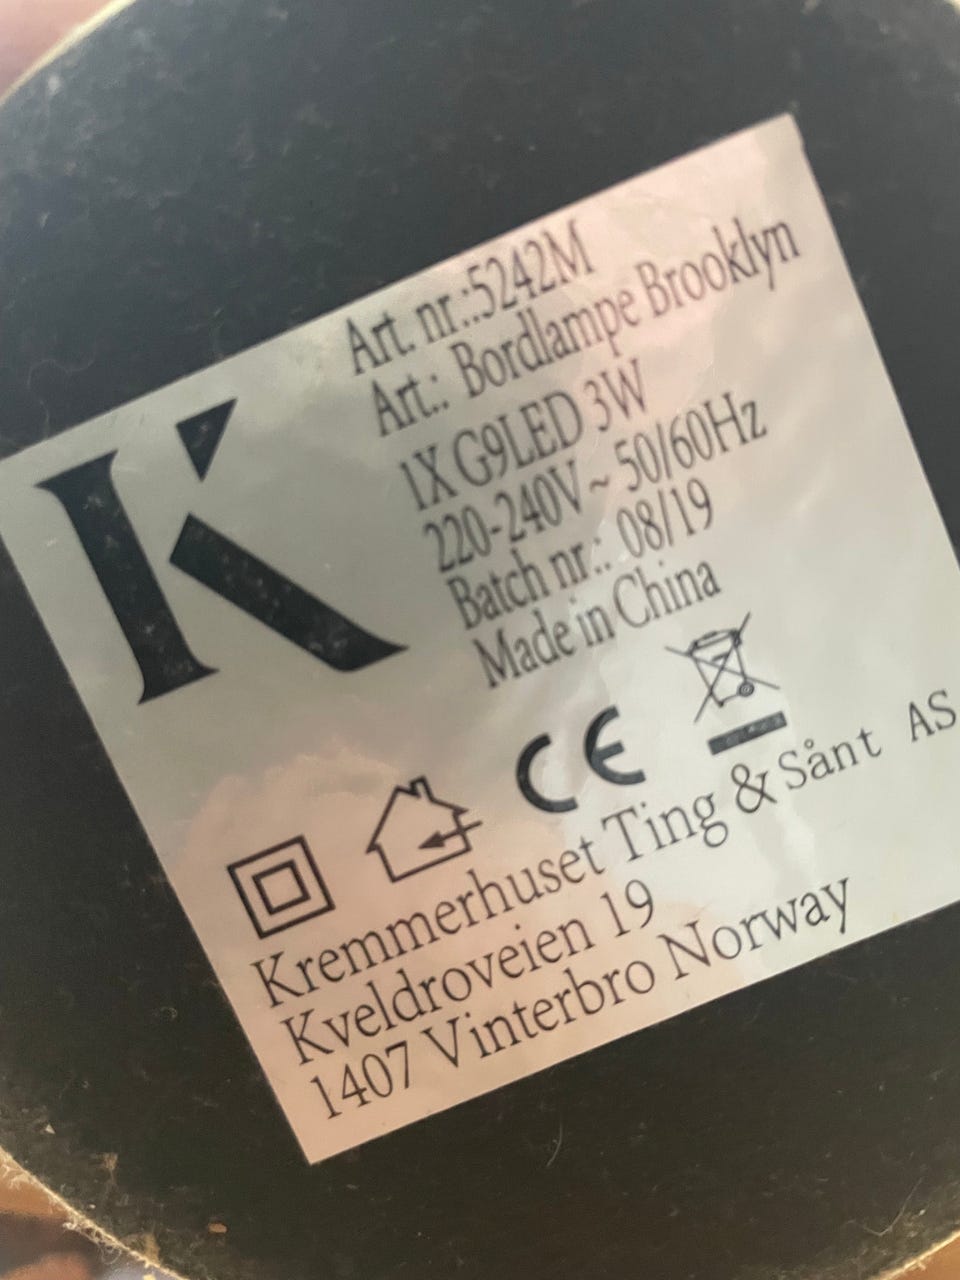 K
Art. nr.:5242M
Art.: Bordlampe Brooklyn
1X G9LED 3W
220-240V ~ 50/60Hz
Batch nr.: 08/19
Made in China
CE
Kremmerhuset Ting & Sånt AS
Kveldroveien 19
1407 Vinterbro Norway